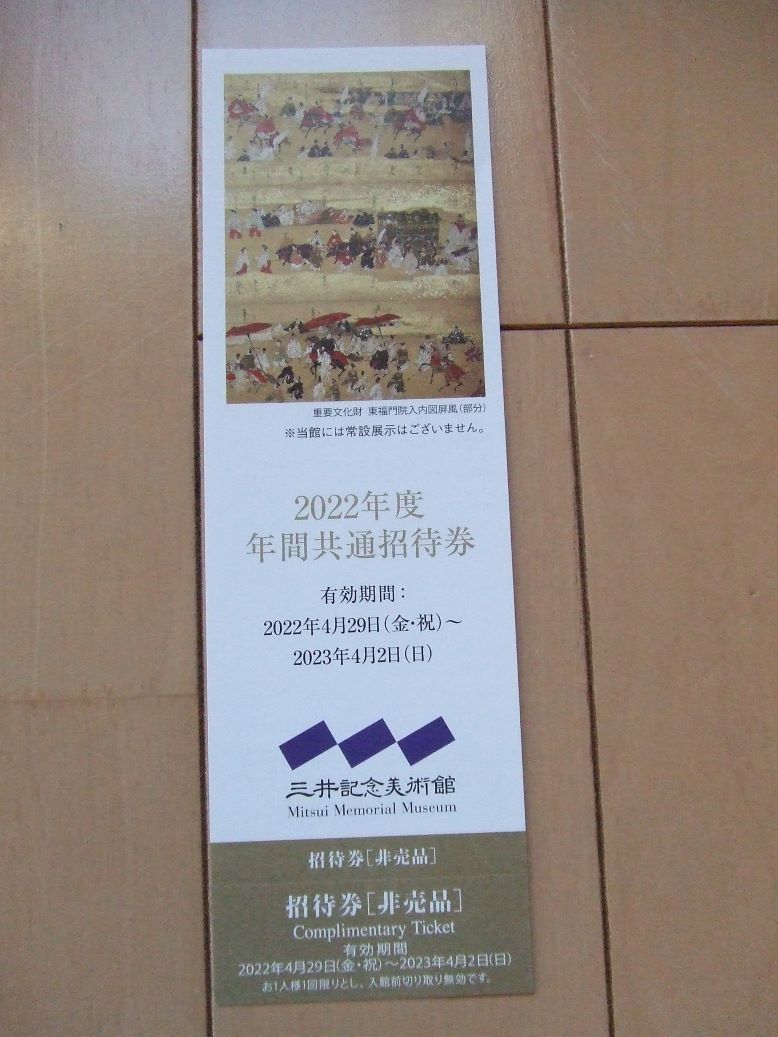 重要文化財 東福門院入内図屏風(部分)
※当館には常設展示はございません。
2022年度
年間共通招待券
有効期間：
2022年4月29日(金・祝)～
2023年4月2日(日)
三井記念美術館
Mitsui Memorial Museum
招待券［非売品］
招待券［非売品］
Complimentary Ticket
有効期間
2022年4月29日(金・祝)～2023年4月2日(日)
お1人様1回限りとし、入館前切り取り無効です。